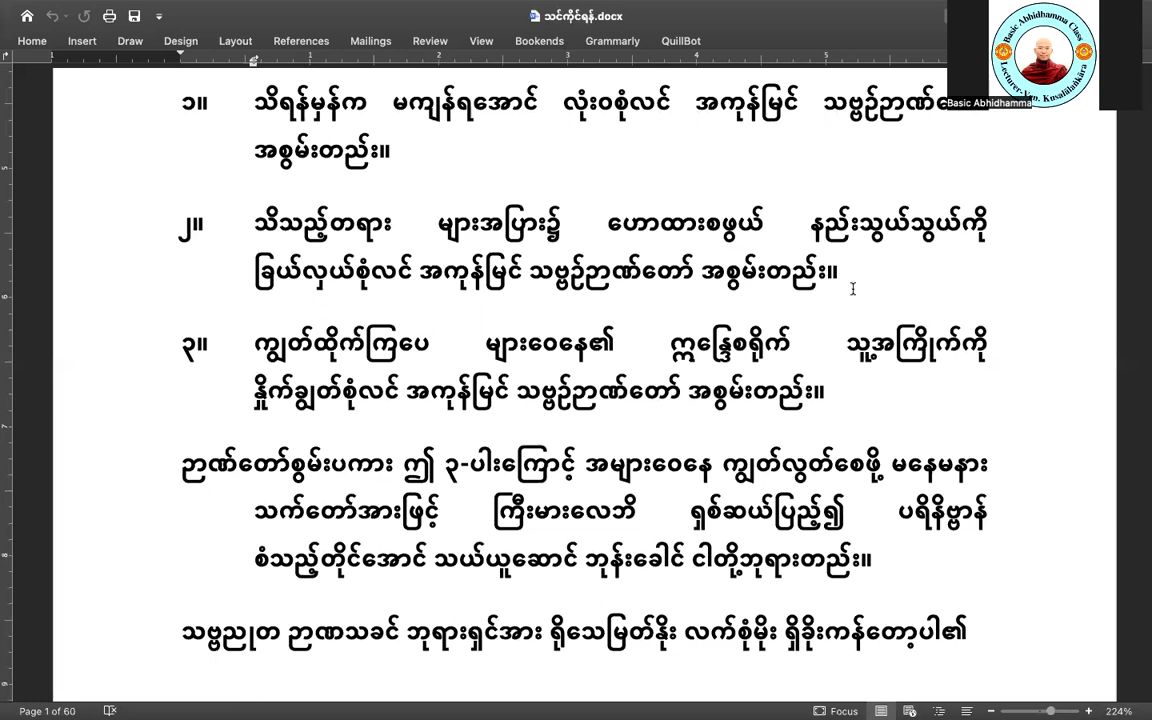 သင်ကိုင်ရန်.docx
Home Insert Draw Design Layout References Mailings Review View Bookends Grammarly QuillBot
Basic Abhidhamma Class
Lecturer-Ven. Kusalālaṅkāra
Basic Abhidhamma
၁။ သိရန်မှန်က မကျန်ရအောင် လုံးဝစုံလင် အကုန်မြင် သဗ္ဗဉ်ဉာဏ်
အစွမ်းတည်း။
၂။ သိသည့်တရား များအပြား၌ ဟောထားစဖွယ် နည်းသွယ်သွယ်ကို
ခြယ်လှယ်စုံလင် အကုန်မြင် သဗ္ဗဉ်ဉာဏ်တော် အစွမ်းတည်း။
၃။ ကျွတ်ထိုက်ကြပေ များဝေနေ၏ ဣန္ဒြေစရိုက် သူ့အကြိုက်ကို
နှိုက်ချွတ်စုံလင် အကုန်မြင် သဗ္ဗဉ်ဉာဏ်တော် အစွမ်းတည်း။
ဉာဏ်တော်စွမ်းပကား ဤ ၃-ပါးကြောင့် အများဝေနေ ကျွတ်လွတ်စေဖို့ မနေမနား
သက်တော်အားဖြင့် ကြီးမားလေဘိ ရှစ်ဆယ်ပြည့်၍ ပရိနိဗ္ဗာန်
စံသည့်တိုင်အောင် သယ်ယူဆောင် ဘုန်းခေါင် ငါတို့ဘုရားတည်း။
သဗ္ဗညုတ ဉာဏသခင် ဘုရားရှင်အား ရိုသေမြတ်နိုး လက်စုံမိုး ရှိခိုးကန်တော့ပါ၏
Page 1 of 60
Focus
224%